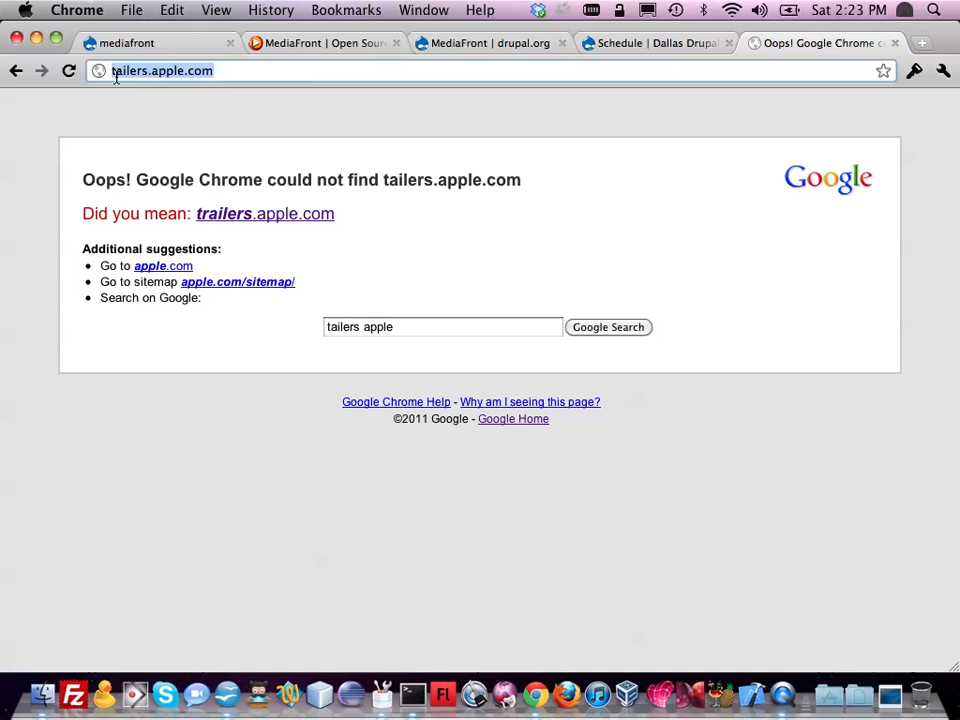 Chrome File Edit View History Bookmarks Window Help Sat 2:23 PM
mediafront
MediaFront | Open Sour
MediaFront | drupal.org
Schedule | Dallas Drupal
Oops! Google Chrome c
tailers.apple.com
Oops! Google Chrome could not find tailers.apple.com
Google
Did you mean: trailers.apple.com
Additional suggestions:
Go to apple.com
Go to sitemap apple.com/sitemap/
Search on Google:
tailers apple
Google Search
Google Chrome Help - Why am I seeing this page?
©2011 Google - Google Home
Fz
FL